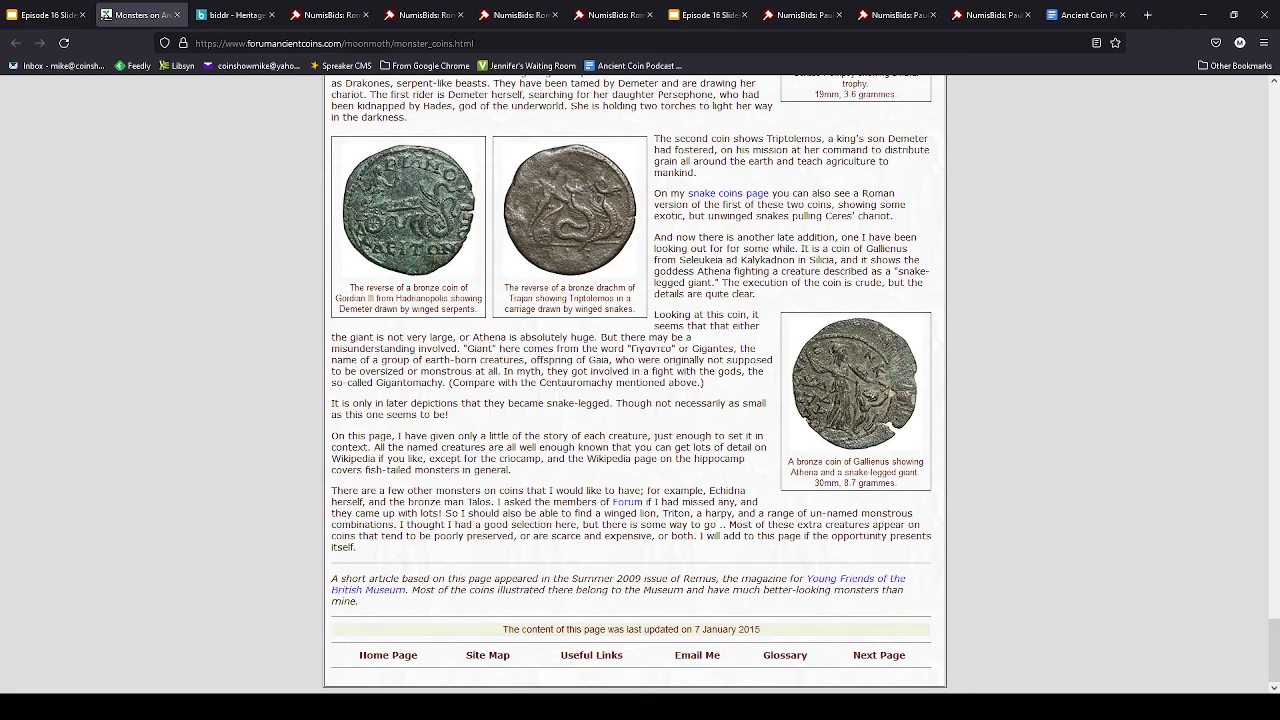 Episode 16 Slide
Monsters on An
biddr - Heritage
NumisBids: Ror
NumisBids: Ror
NumisBids: Ror
NumisBids: Ror
Episode 16 Slide
NumisBids: Paul
NumisBids: Paul
NumisBids: Paul
Ancient Coin Po
https://www.forumancientcoins.com/moonmoth/monster_coins.html
Inbox - mike@coinsh...
Feedly
Libsyn
coinshowmike@yaho...
Spreaker CMS
From Google Chrome
Jennifer's Waiting Room
Ancient Coin Podcast ...
Other Bookmarks
as Drakones, serpent-like beasts. They have been tamed by Demeter and are drawing her
chariot. The first rider is Demeter herself, searching for her daughter Persephone, who had
been kidnapped by Hades, god of the underworld. She is holding two torches to light her way
in the darkness.
trophy.
19mm, 3.6 grammes.
The reverse of a bronze coin of
Gordian III from Hadrianopolis showing
Demeter drawn by winged serpents.
The reverse of a bronze drachm of
Trajan showing Triptolemos in a
carriage drawn by winged snakes.
The second coin shows Triptolemos, a king's son Demeter
had fostered, on his mission at her command to distribute
grain all around the earth and teach agriculture to
mankind.
On my snake coins page you can also see a Roman
version of the first of these two coins, showing some
exotic, but unwinged snakes pulling Ceres' chariot.
And now there is another late addition, one I have been
looking out for for some while. It is a coin of Gallienus
from Seleukeia ad Kalykadnon in Silicia, and it shows the
goddess Athena fighting a creature described as a "snake-
legged giant." The execution of the coin is crude, but the
details are quite clear.
Looking at this coin, it
seems that that either
the giant is not very large, or Athena is absolutely huge. But there may be a
misunderstanding involved. "Giant" here comes from the word "Γιγαντεσ" or Gigantes, the
name of a group of earth-born creatures, offspring of Gaia, who were originally not supposed
to be oversized or monstrous at all. In myth, they got involved in a fight with the gods, the
so-called Gigantomachy. (Compare with the Centauromachy mentioned above.)
It is only in later depictions that they became snake-legged. Though not necessarily as small
as this one seems to be!
A bronze coin of Gallienus showing
Athena and a snake-legged giant.
30mm, 8.7 grammes.
On this page, I have given only a little of the story of each creature, just enough to set it in
context. All the named creatures are all well enough known that you can get lots of detail on
Wikipedia if you like, except for the criocamp, and the Wikipedia page on the hippocamp
covers fish-tailed monsters in general.
There are a few other monsters on coins that I would like to have; for example, Echidna
herself, and the bronze man Talos. I asked the members of Forum if I had missed any, and
they came up with lots! So I should also be able to find a winged lion, Triton, a harpy, and a range of un-named monstrous
combinations. I thought I had a good selection here, but there is some way to go .. Most of these extra creatures appear on
coins that tend to be poorly preserved, or are scarce and expensive, or both. I will add to this page if the opportunity presents
itself.
A short article based on this page appeared in the Summer 2009 issue of Remus, the magazine for Young Friends of the
British Museum. Most of the coins illustrated there belong to the Museum and have much better-looking monsters than
mine.
The content of this page was last updated on 7 January 2015
Home Page
Site Map
Useful Links
Email Me
Glossary
Next Page